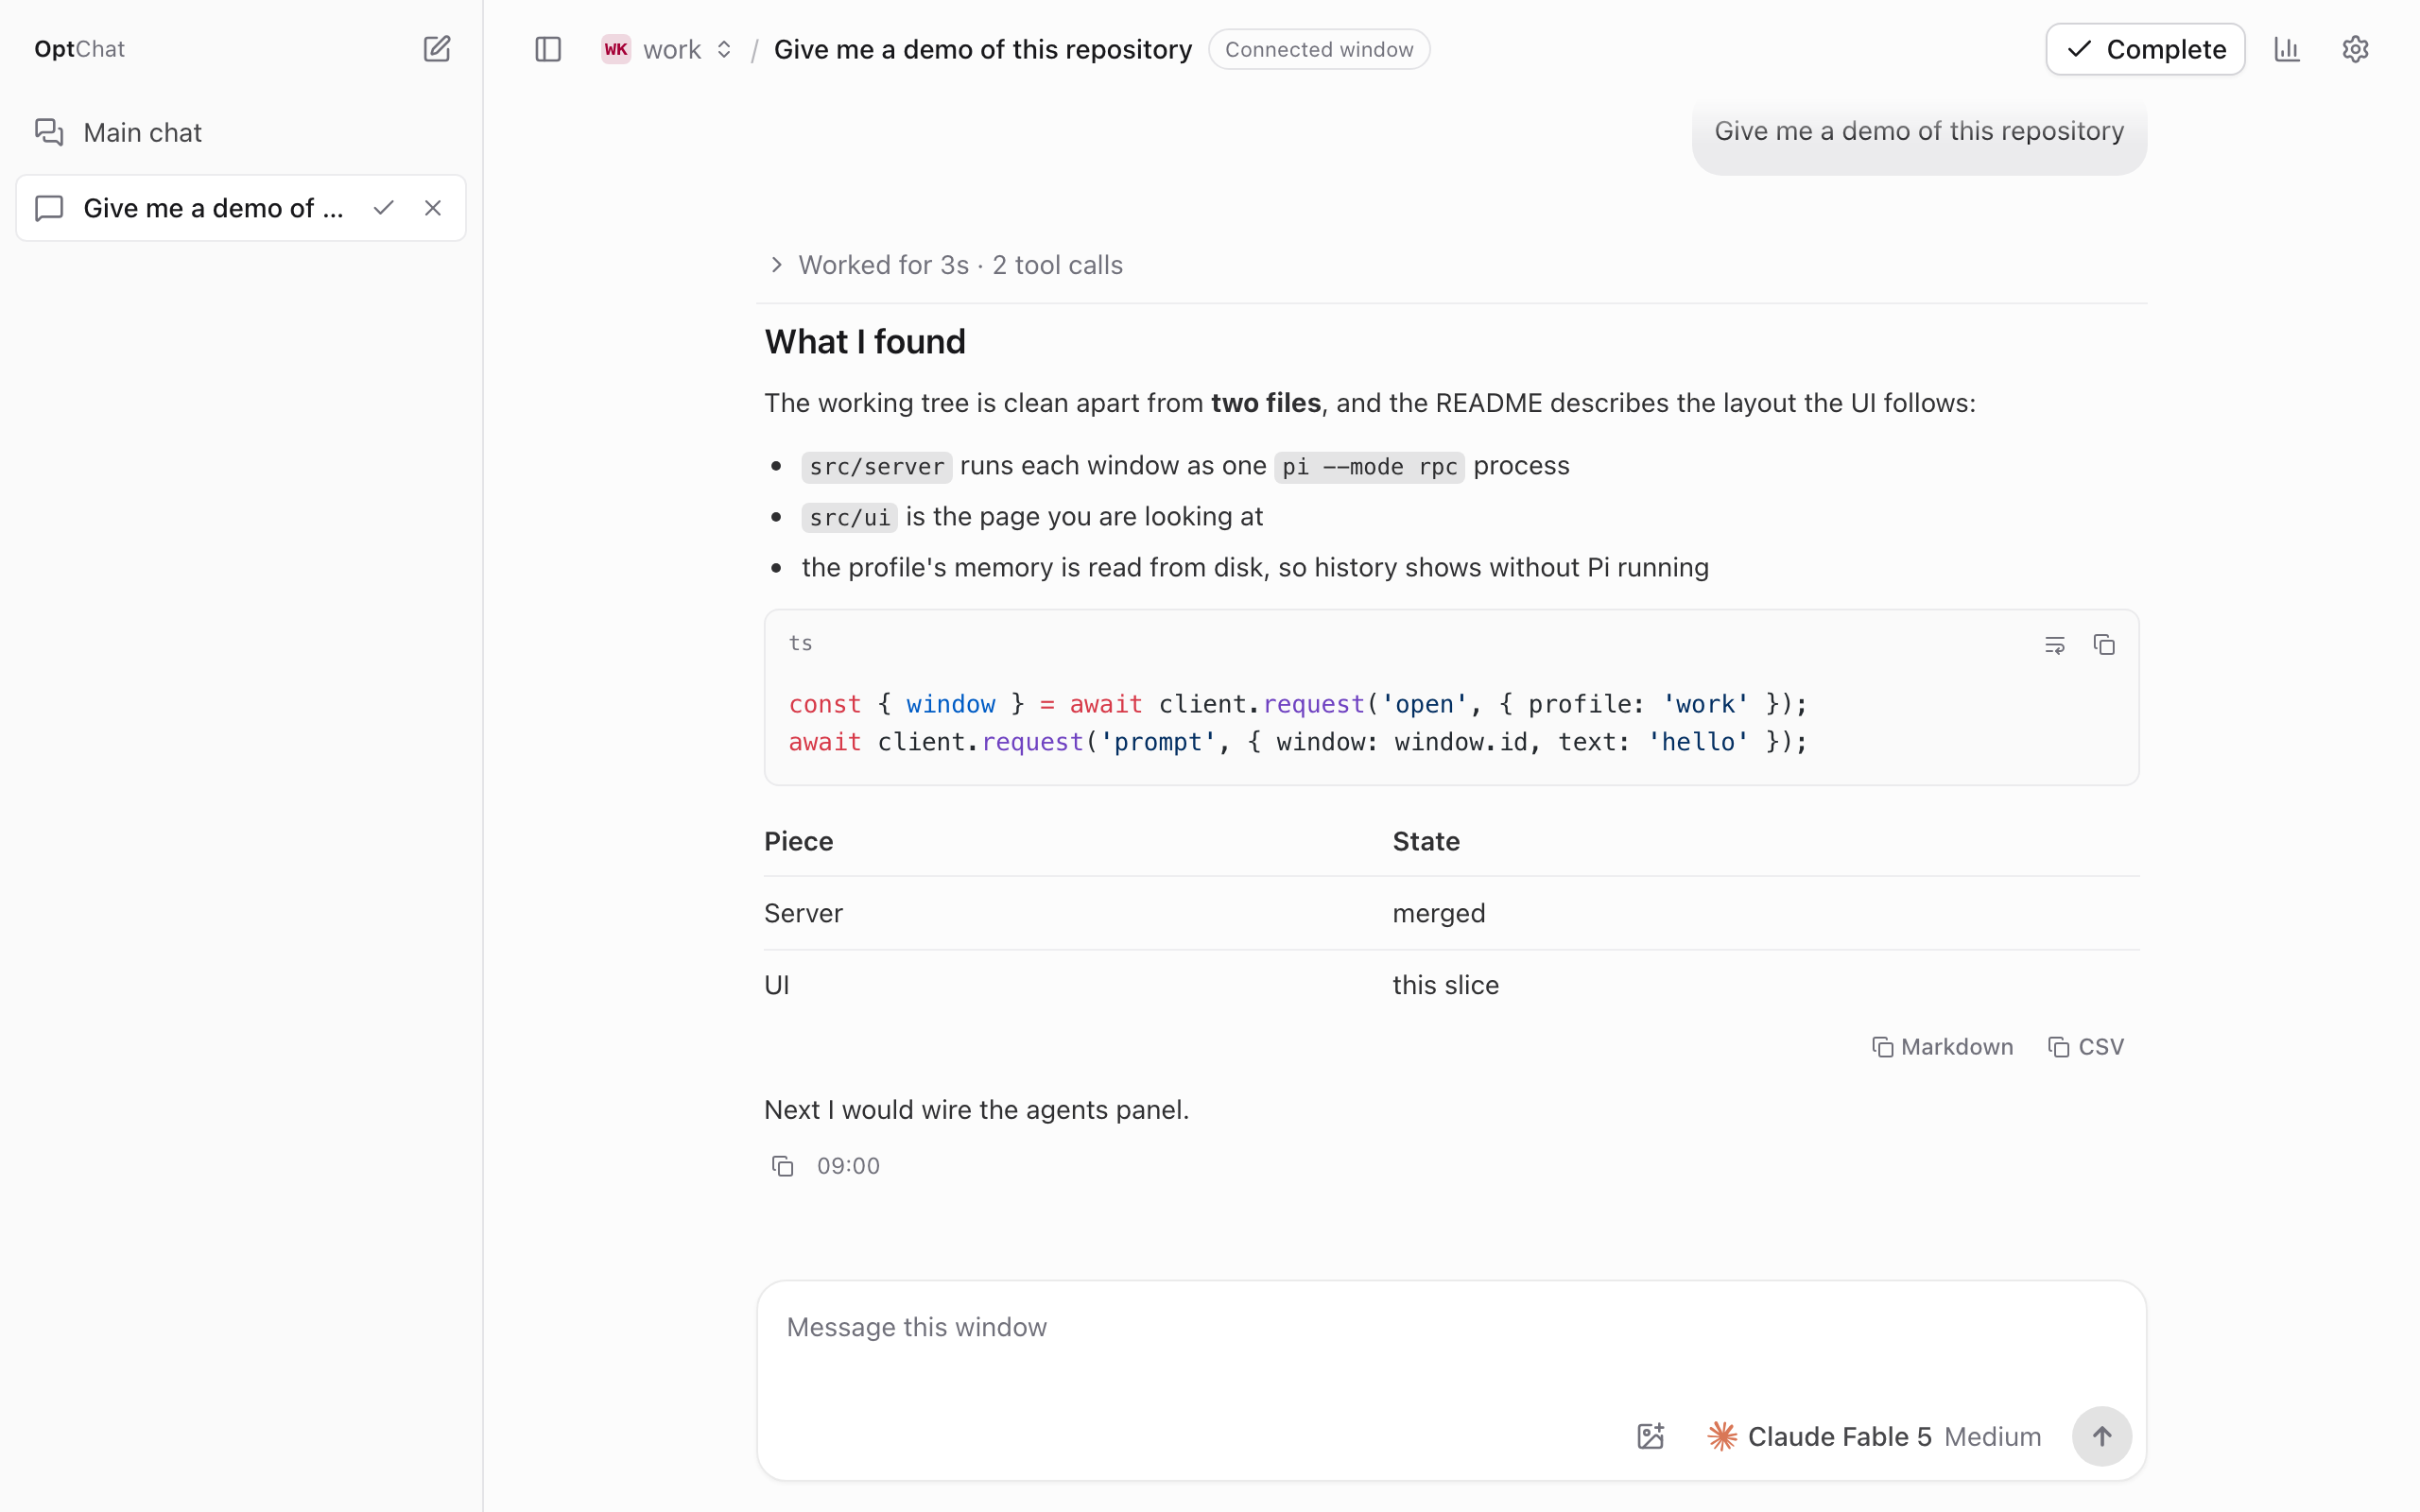 OptChat
WK work / Give me a demo of this repository Connected window
Complete
Main chat
Give me a demo of ...
Give me a demo of this repository
Worked for 3s · 2 tool calls
What I found
The working tree is clean apart from two files, and the README describes the layout the UI follows:
• src/server runs each window as one pi --mode rpc process
• src/ui is the page you are looking at
• the profile's memory is read from disk, so history shows without Pi running
ts
const { window } = await client.request('open', { profile: 'work' });
await client.request('prompt', { window: window.id, text: 'hello' });
Piece State
Server merged
UI this slice
Markdown CSV
Next I would wire the agents panel.
09:00
Message this window
Claude Fable 5 Medium